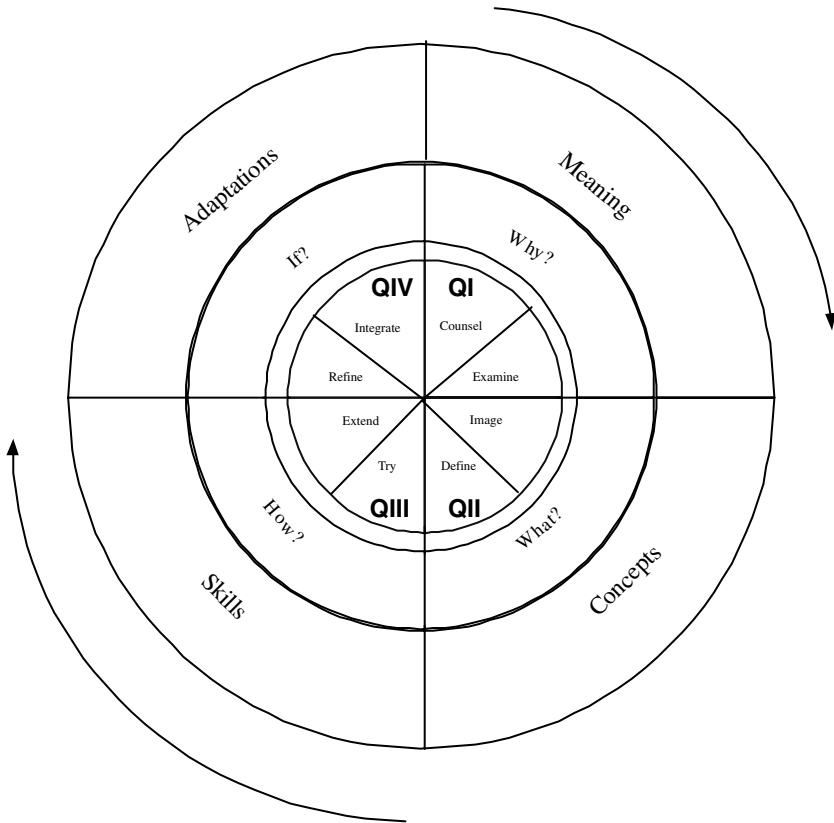 Adaptations
Meaning
If?
Why?
QIV
QI
Integrate
Counsel
Refine
Examine
Extend
Image
Try
Define
QIII
QII
How?
What?
Skills
Concepts